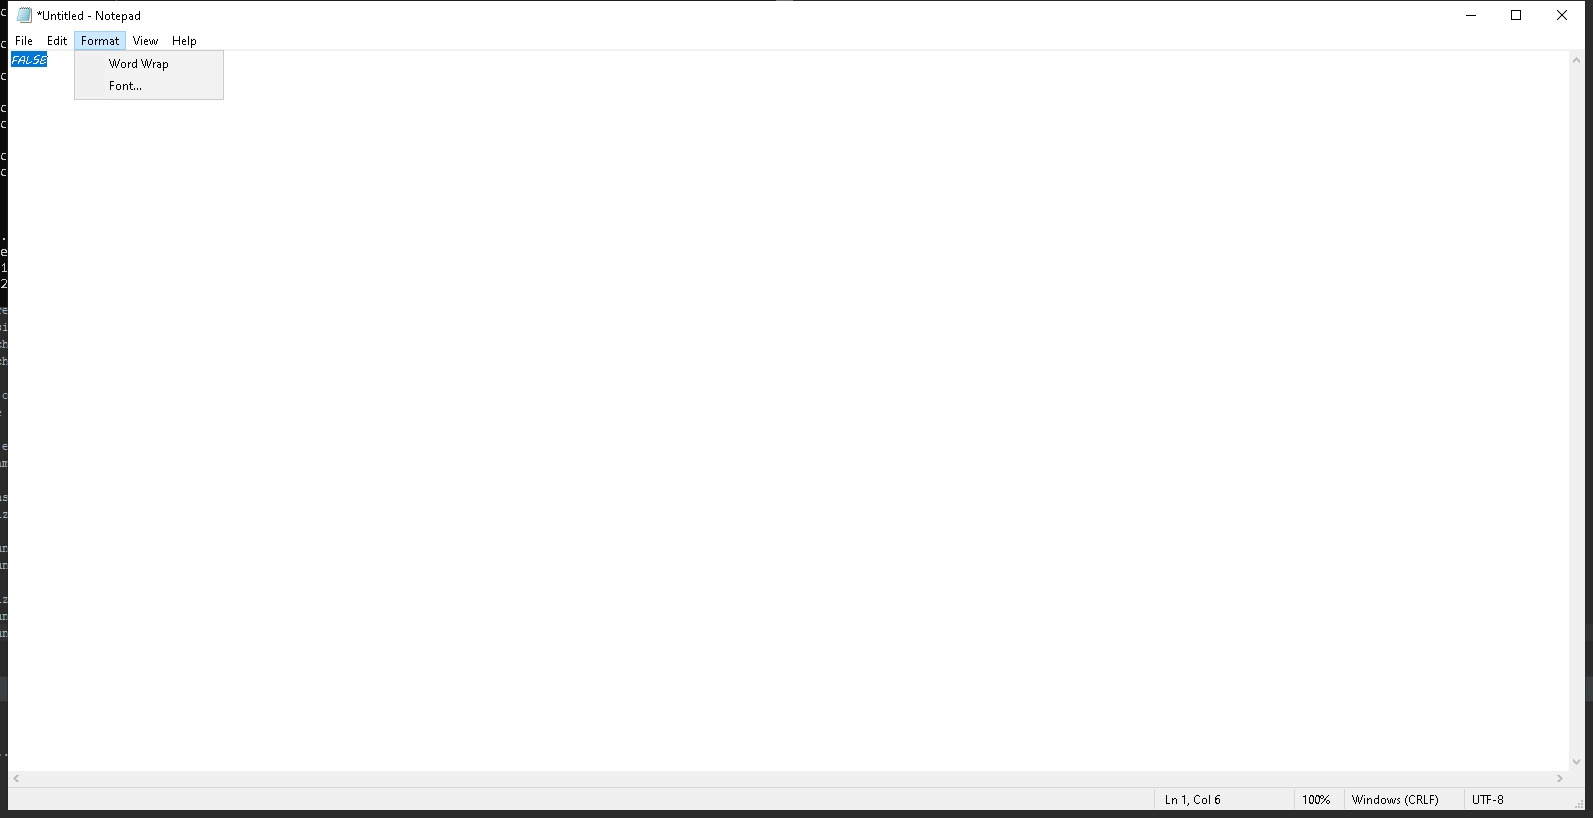 *Untitled - Notepad
File Edit Format View Help
FALSE
Word Wrap
Font...
Ln 1, Col 6 100% Windows (CRLF) UTF-8